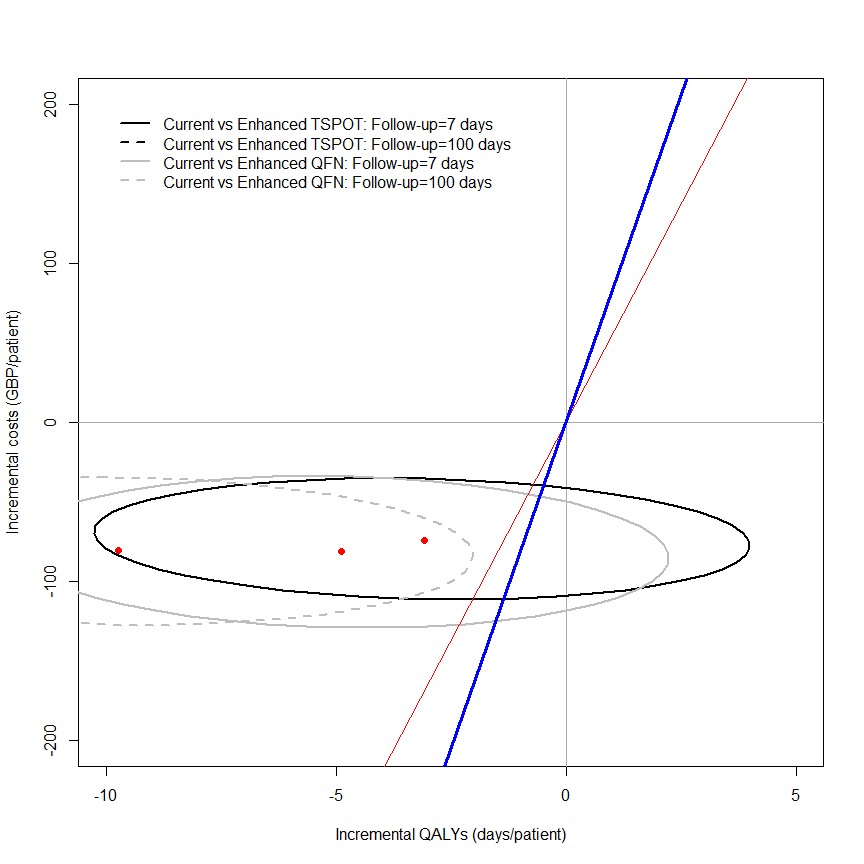 Current vs Enhanced TSPOT: Follow-up=7 days
Current vs Enhanced TSPOT: Follow-up=100 days
Current vs Enhanced QFN: Follow-up=7 days
Current vs Enhanced QFN: Follow-up=100 days
Incremental costs (GBP/patient)
200
100
0
-100
-200
-10
-5
0
5
Incremental QALYs (days/patient)